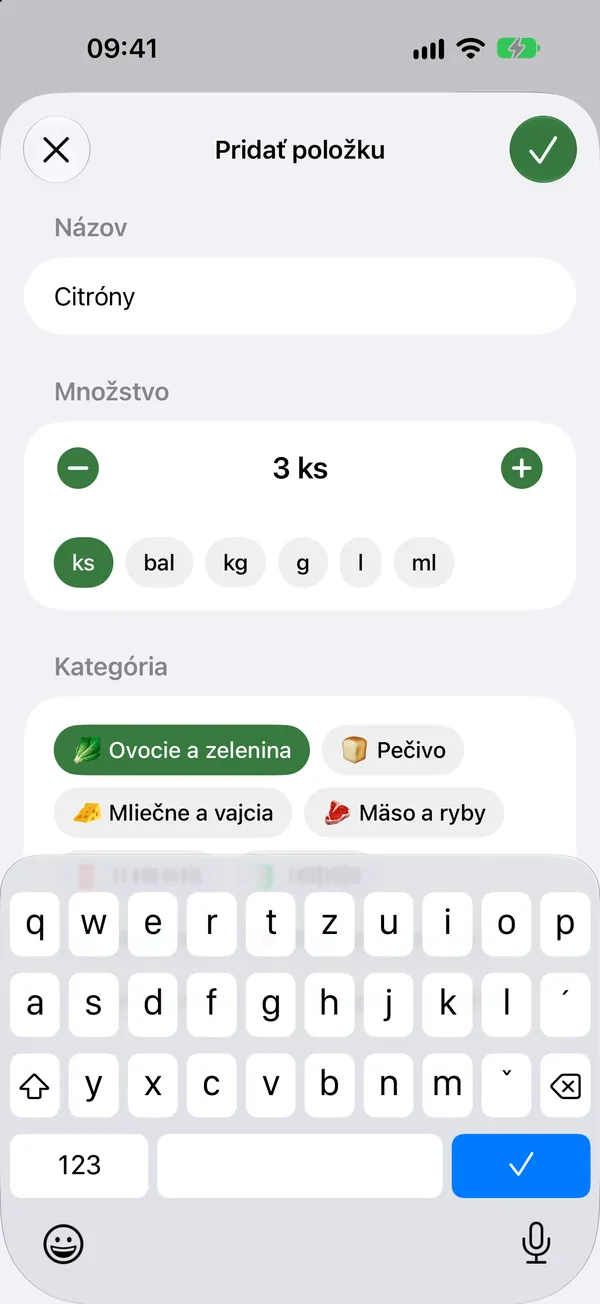 09:41
Pridať položku
Názov
Citróny
Množstvo
3 ks
ks bal kg g l ml
Kategória
Ovocie a zelenina Pečivo
Mliečne a vajcia Mäso a ryby
q w e r t z u i o p
a s d f g h j k l ´
y x c v b n m ˇ
123